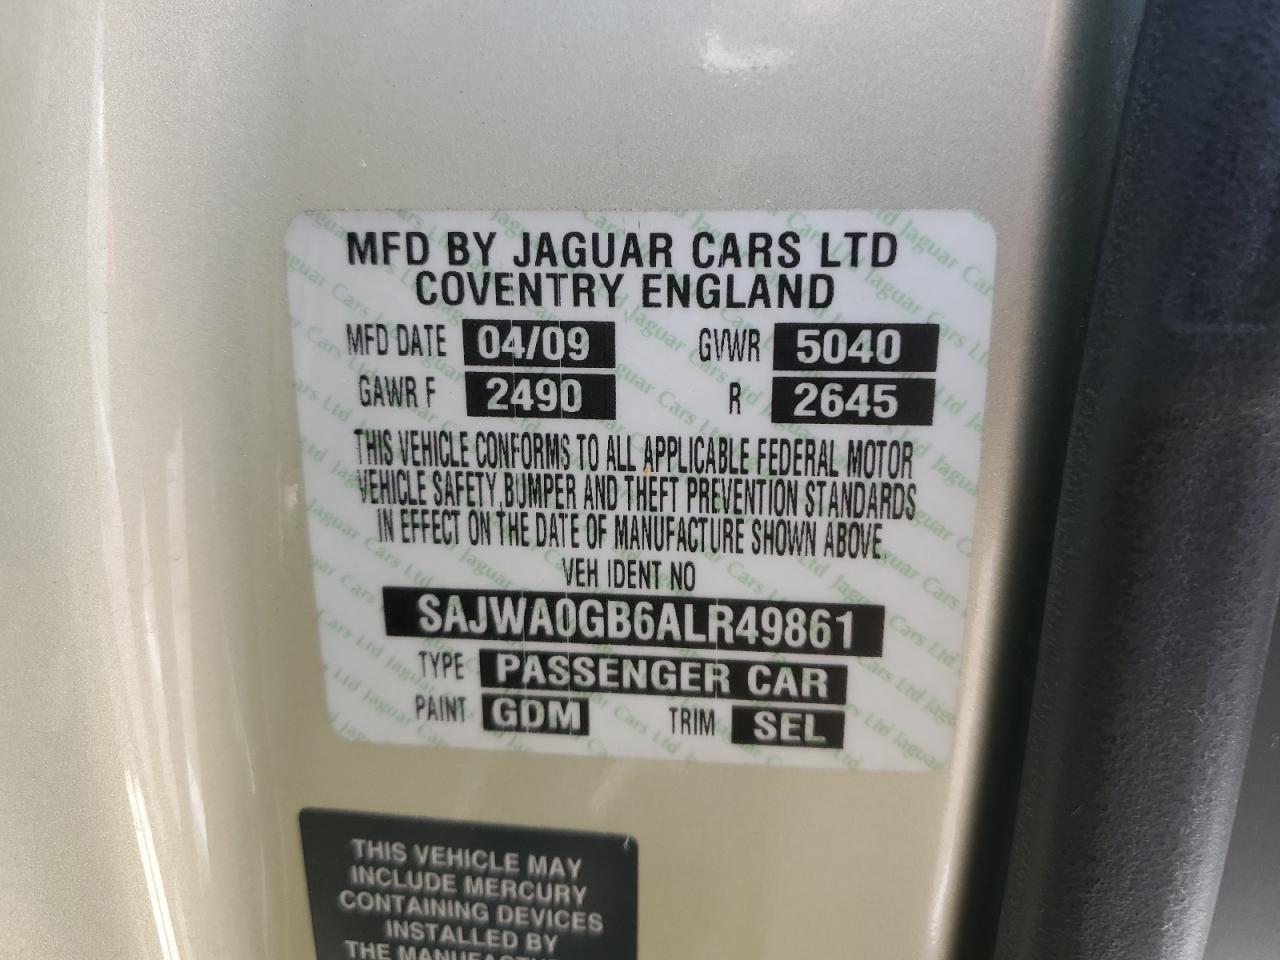 MFD BY JAGUAR CARS LTD
COVENTRY ENGLAND
MFD DATE 04/09 GVWR 5040
GAWR F 2490 R 2645
THIS VEHICLE CONFORMS TO ALL APPLICABLE FEDERAL MOTOR
VEHICLE SAFETY, BUMPER AND THEFT PREVENTION STANDARDS
IN EFFECT ON THE DATE OF MANUFACTURE SHOWN ABOVE.
VEH IDENT NO
SAJWA0GB6ALR49861
TYPE PASSENGER CAR
PAINT GDM TRIM SEL
THIS VEHICLE MAY
INCLUDE MERCURY
CONTAINING DEVICES
INSTALLED BY
THE